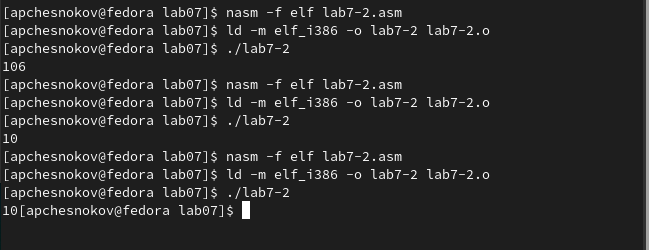 [apchesnokov@fedora lab07]$ nasm -f elf lab7-2.asm
[apchesnokov@fedora lab07]$ ld -m elf_i386 -o lab7-2 lab7-2.o
[apchesnokov@fedora lab07]$ ./lab7-2
106
[apchesnokov@fedora lab07]$ nasm -f elf lab7-2.asm
[apchesnokov@fedora lab07]$ ld -m elf_i386 -o lab7-2 lab7-2.o
[apchesnokov@fedora lab07]$ ./lab7-2
10
[apchesnokov@fedora lab07]$ nasm -f elf lab7-2.asm
[apchesnokov@fedora lab07]$ ld -m elf_i386 -o lab7-2 lab7-2.o
[apchesnokov@fedora lab07]$ ./lab7-2
10[apchesnokov@fedora lab07]$